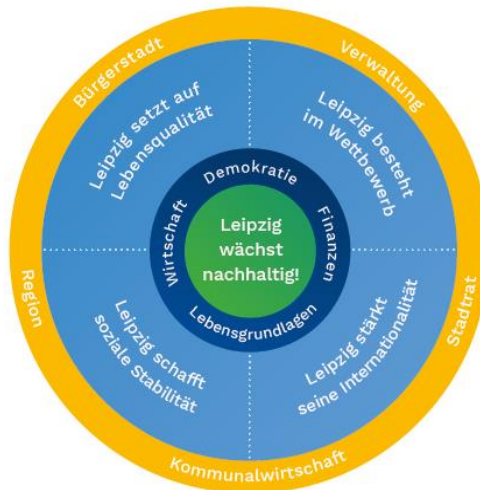 Bürgerstadt
Verwaltung
Leipzig setzt auf
Lebensqualität
Leipzig besteht
im Wettbewerb
Demokratie
Wirtschaft
Finanzen
Leipzig
wächst
nachhaltig!
Lebensgrundlagen
Region
Stadtrat
Leipzig schafft
soziale Stabilität
Leipzig stärkt
seine Internationalität
Kommunalwirtschaft